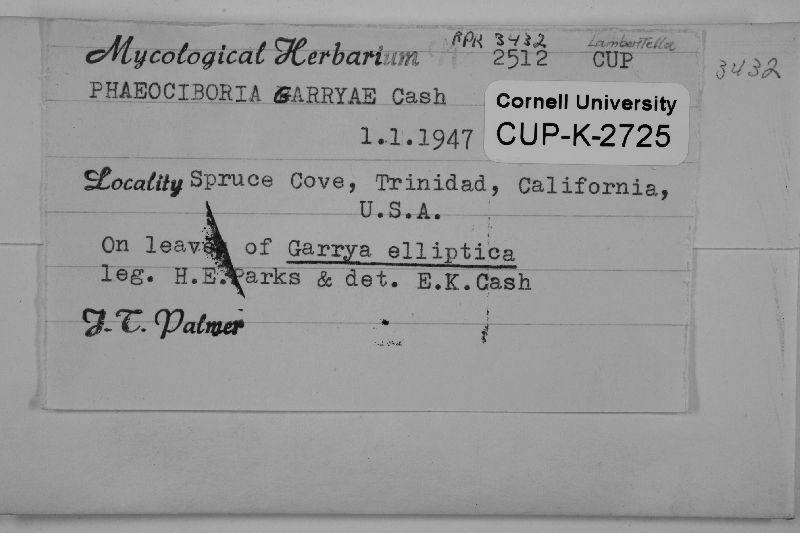 RPK 3432 Lambertella
Mycological Herbarium 2512 CUP 3432
PHAEOCIBORIA GARRYAE Cash
Cornell University
1.1.1947 CUP-K-2725
Locality Spruce Cove, Trinidad, California,
U.S.A.
On leaves of Garrya elliptica
leg. H.E.Parks & det. E.K.Cash
J.T. Palmer